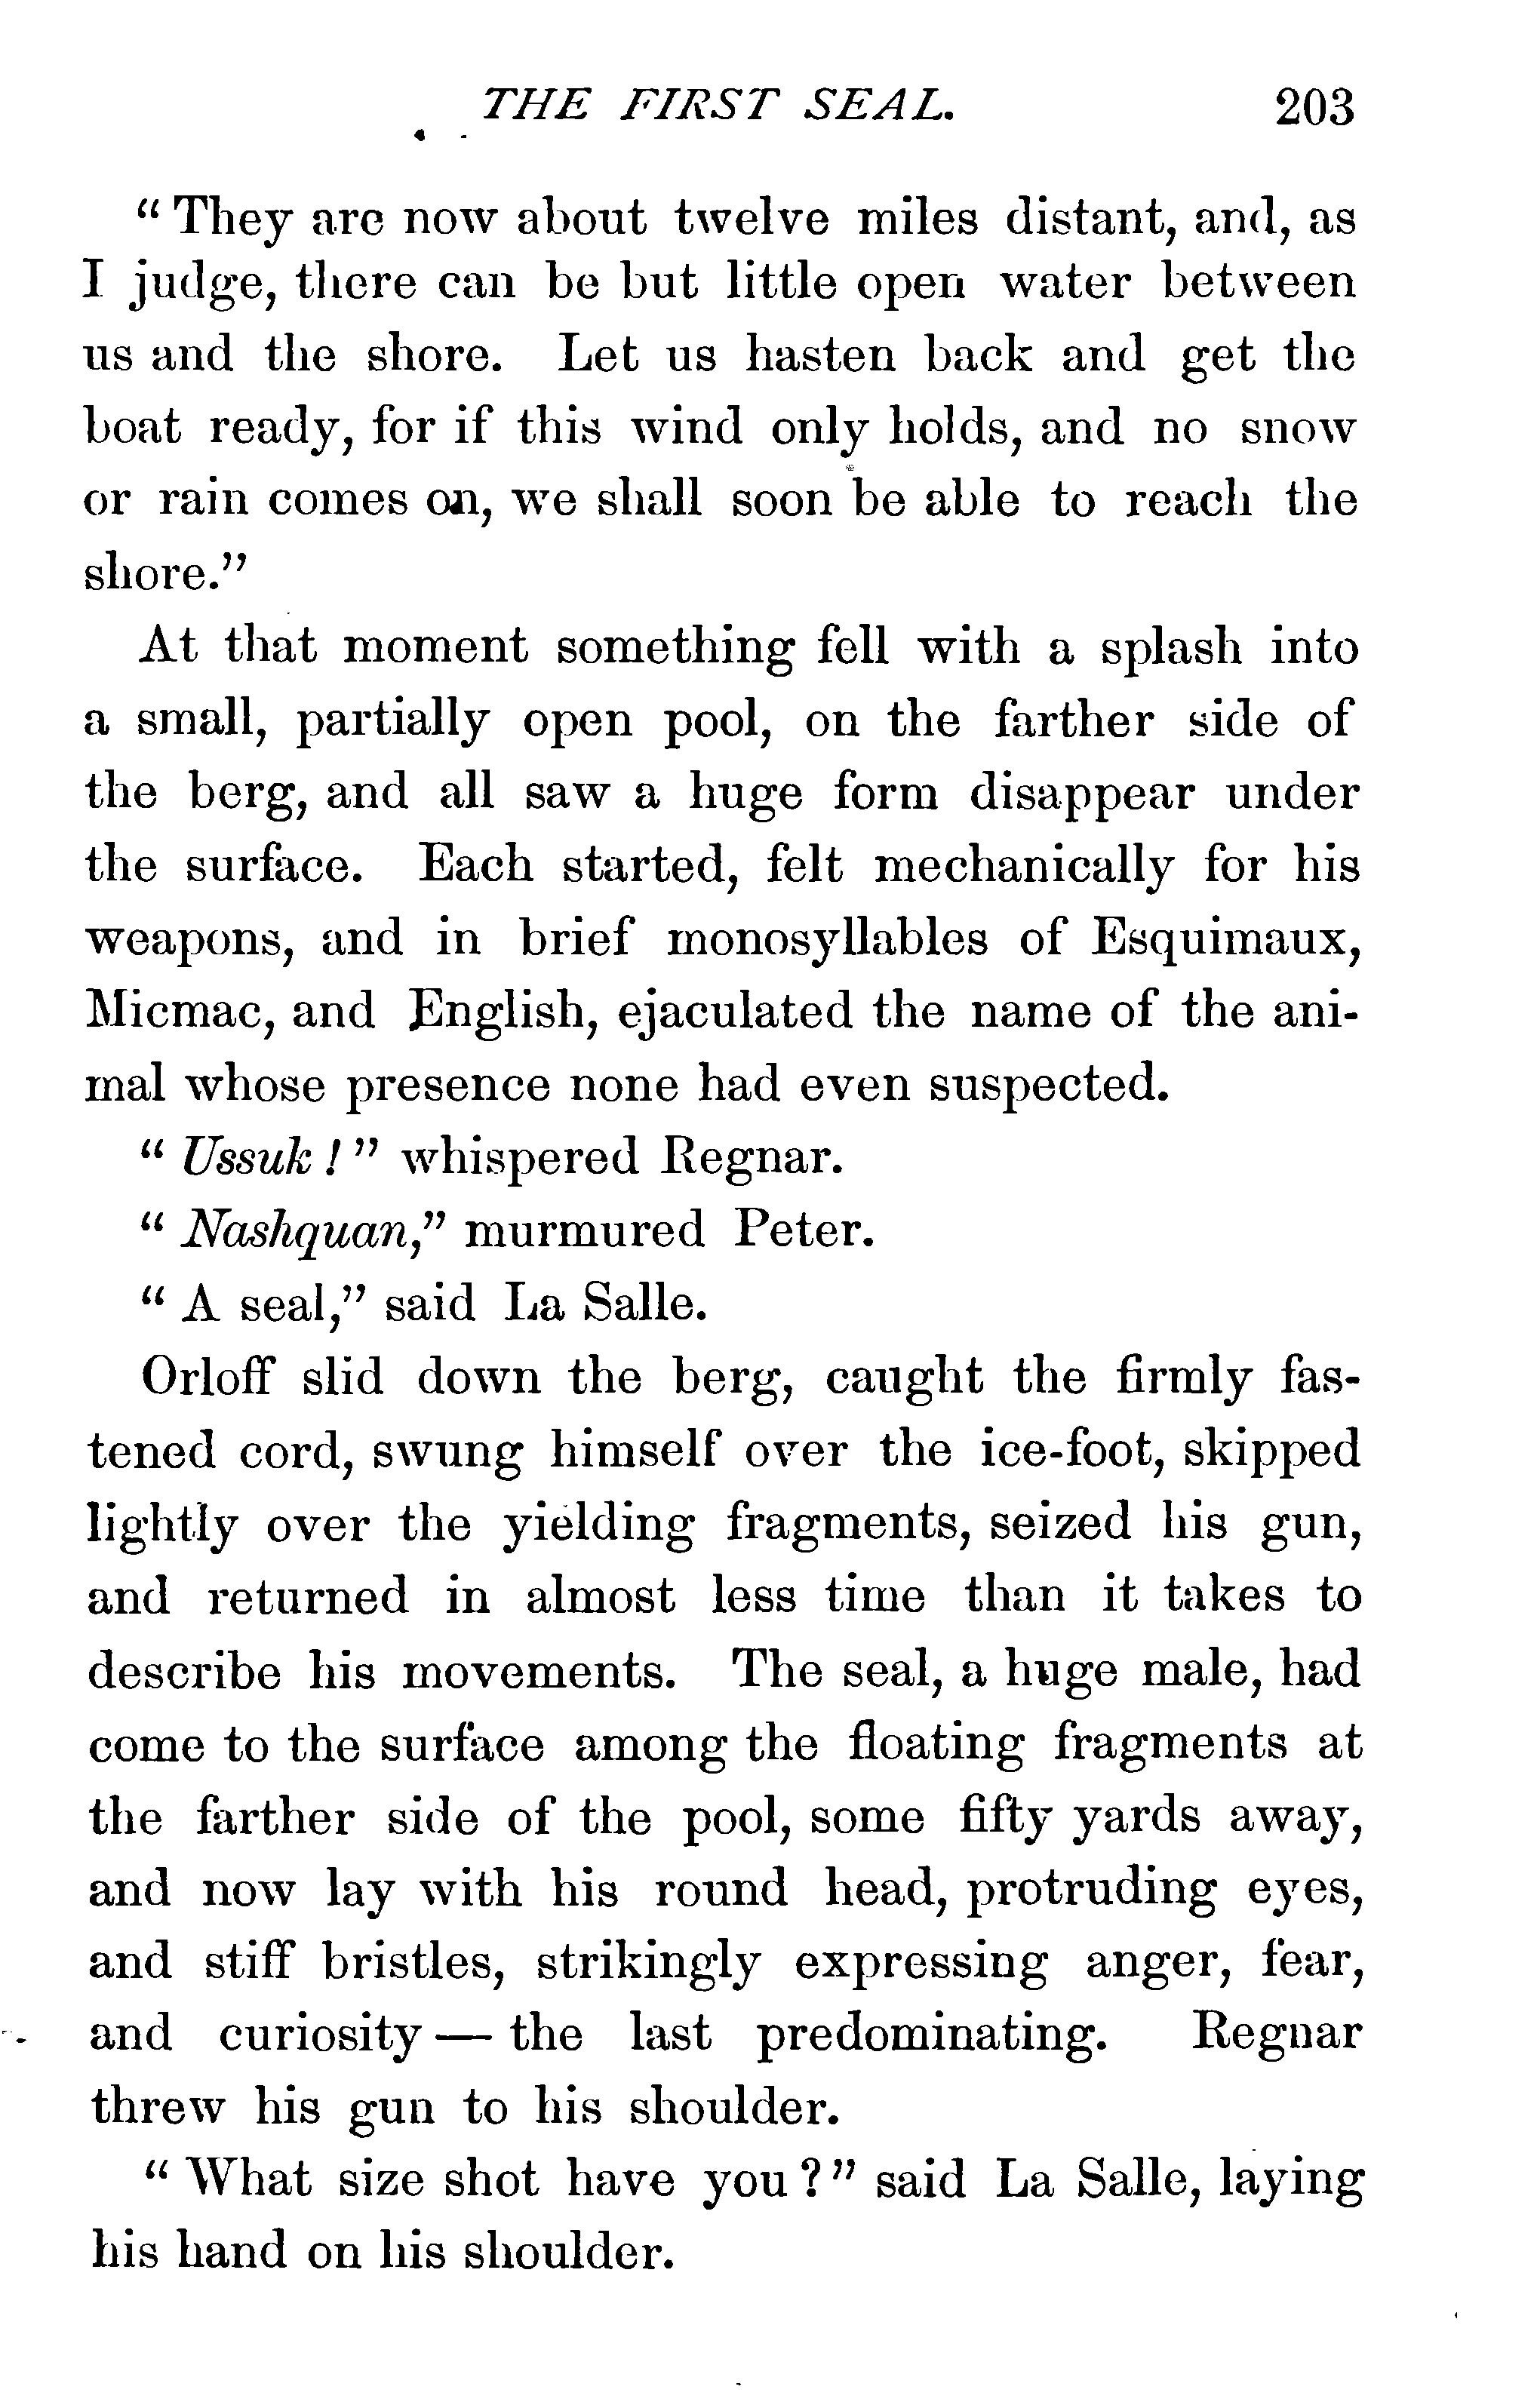 THE FIRST SEAL. 203
"They are now about twelve miles distant, and, as
I judge, there can be but little open water between
us and the shore. Let us hasten back and get the
boat ready, for if this wind only holds, and no snow
or rain comes on, we shall soon be able to reach the
shore."
At that moment something fell with a splash into
a small, partially open pool, on the farther side of
the berg, and all saw a huge form disappear under
the surface. Each started, felt mechanically for his
weapons, and in brief monosyllables of Esquimaux,
Micmac, and English, ejaculated the name of the ani-
mal whose presence none had even suspected.
"Ussuk!" whispered Regnar.
"Nashquan," murmured Peter.
"A seal," said La Salle.
Orloff slid down the berg, caught the firmly fas-
tened cord, swung himself over the ice-foot, skipped
lightly over the yielding fragments, seized his gun,
and returned in almost less time than it takes to
describe his movements. The seal, a huge male, had
come to the surface among the floating fragments at
the farther side of the pool, some fifty yards away,
and now lay with his round head, protruding eyes,
and stiff bristles, strikingly expressing anger, fear,
and curiosity — the last predominating. Regnar
threw his gun to his shoulder.
"What size shot have you?" said La Salle, laying
his hand on his shoulder.